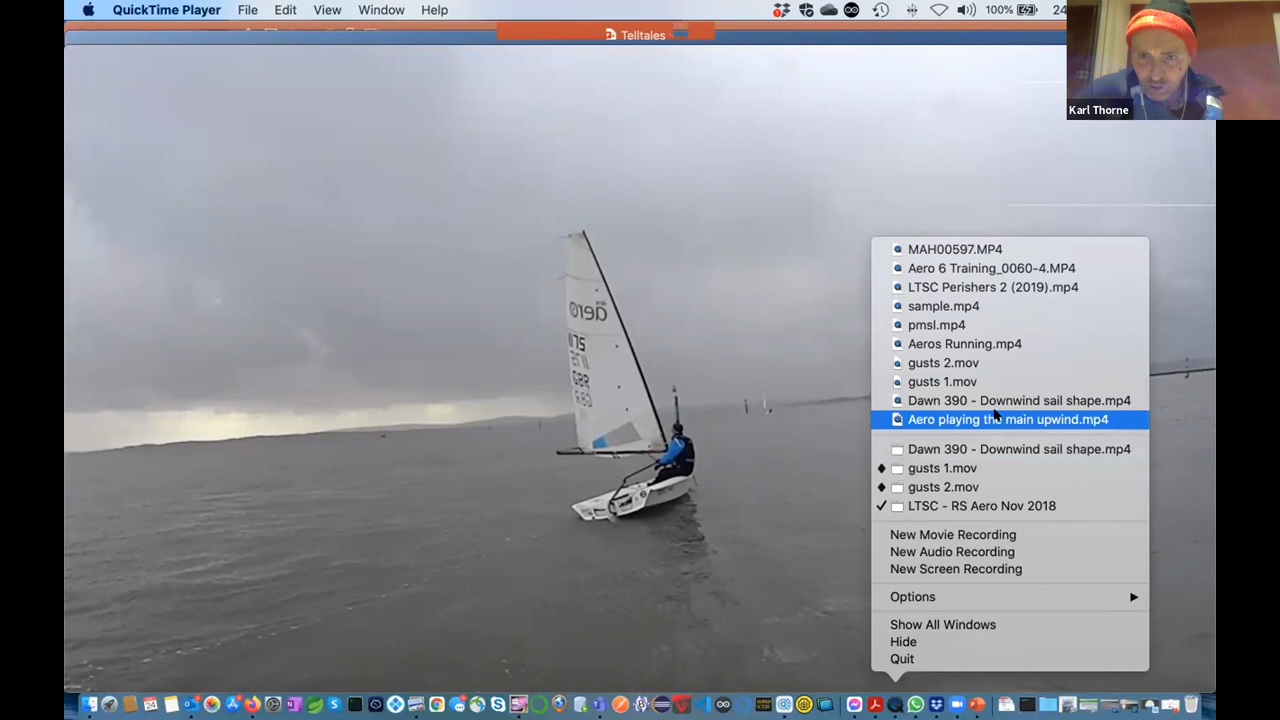 QuickTime Player File Edit View Window Help 100% 24
Telltales
Karl Thorne
aero
GBR
MAH00597.MP4
Aero 6 Training_0060-4.MP4
LTSC Perishers 2 (2019).mp4
sample.mp4
pmsl.mp4
Aeros Running.mp4
gusts 2.mov
gusts 1.mov
Dawn 390 - Downwind sail shape.mp4
Aero playing the main upwind.mp4
Dawn 390 - Downwind sail shape.mp4
gusts 1.mov
gusts 2.mov
LTSC - RS Aero Nov 2018
New Movie Recording
New Audio Recording
New Screen Recording
Options
Show All Windows
Hide
Quit